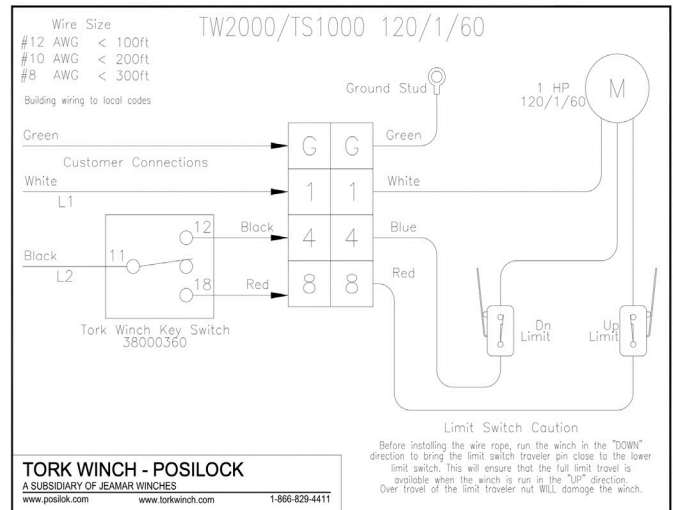 Wire Size
#12 AWG < 100ft
#10 AWG < 200ft
#8 AWG < 300ft
Building wiring to local codes
TW2000/TS1000 120/1/60
Ground Stud
1 HP
120/1/60
M
Green
G G
Green
Customer Connections
White
L1
1 1
White
12
Black
4 4
Blue
Black
L2
11
18
Red
8 8
Red
Tork Winch Key Switch
38000360
Dn
Limit
Up
Limit
Limit Switch Caution
Before installing the wire rope, run the winch in the "DOWN"
direction to bring the limit switch traveler pin close to the lower
limit switch. This will ensure that the full limit travel is
available when the winch is run in the "UP" direction.
Over travel of the limit traveler nut WILL damage the winch.
TORK WINCH - POSILOCK
A SUBSIDIARY OF JEAMAR WINCHES
www.posilok.com www.torkwinch.com 1-866-829-4411